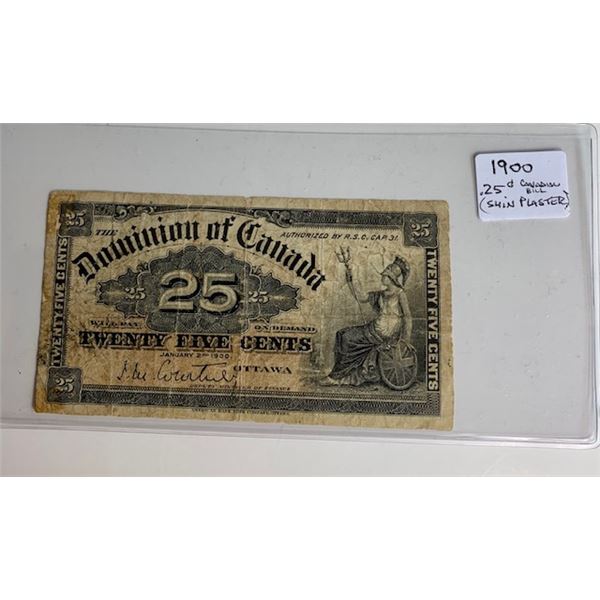 1900
.25¢ CANADIAN
BILL
(SHIN PLASTER)
25
25
THE
Dominion of Canada
AUTHORIZED BY R.S.C. CAP. 31.
TWENTY FIVE CENTS
TWENTY FIVE CENTS
25
25
25
WILL PAY
ON DEMAND
TWENTY FIVE CENTS
JANUARY 2ND 1900.
OTTAWA
25